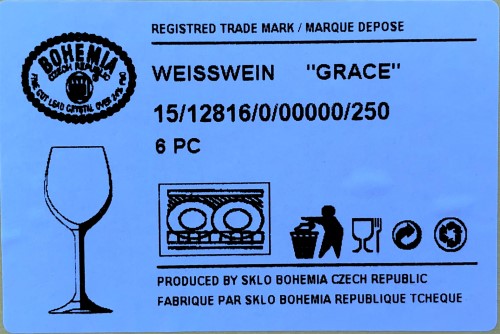 REGISTRED TRADE MARK / MARQUE DEPOSE
BOHEMIA
CZECH REPUBLIC
FINE CUT LEAD CRYSTAL OVER 24% PbO
WEISSWEIN "GRACE"
15/12816/0/00000/250
6 PC
PRODUCED BY SKLO BOHEMIA CZECH REPUBLIC
FABRIQUE PAR SKLO BOHEMIA REPUBLIQUE TCHEQUE